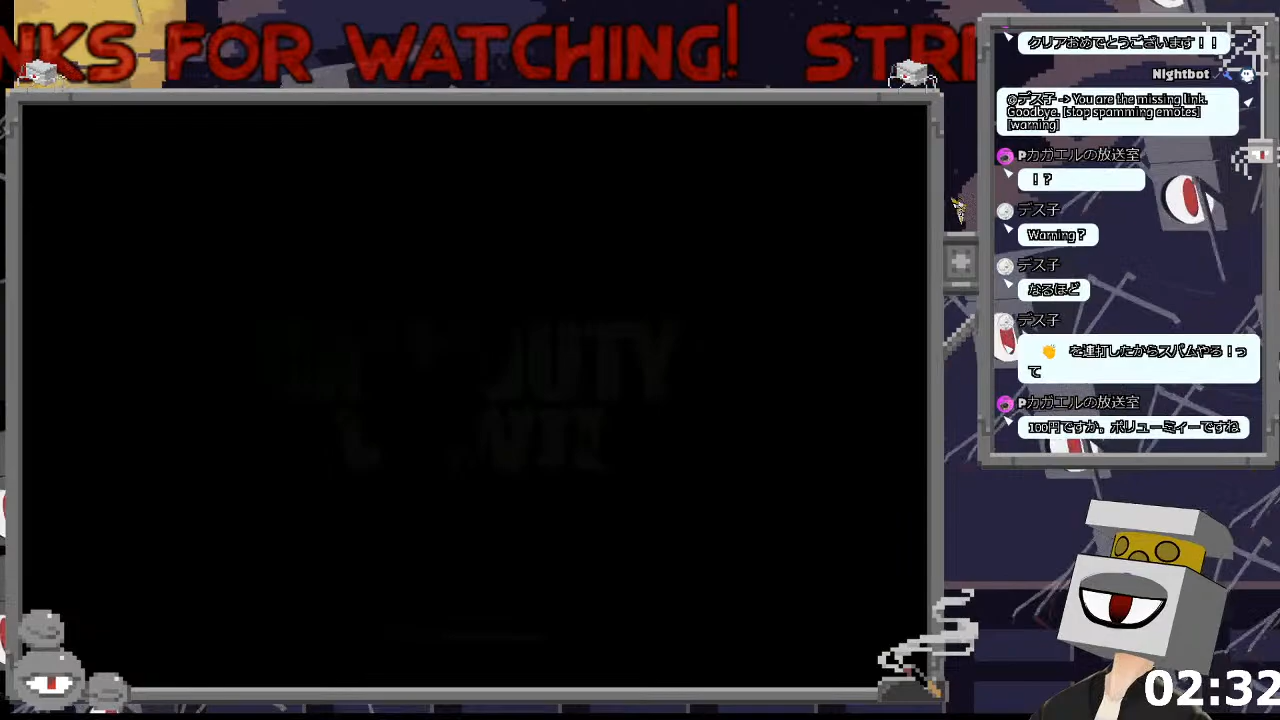 NKS FOR WATCHING! STRE
クリアおめでとうございます！！
Nightbot
@デス子 -> You are the missing link.
Goodbye. [stop spamming emotes]
[warning]
Pカガエルの放送室
！？
デス子
Warning？
デス子
なるほど
デス子
👏 を連打したからスパムやろ！っ
て
Pカガエルの放送室
100円ですか。ボリューミィーですね
02:32